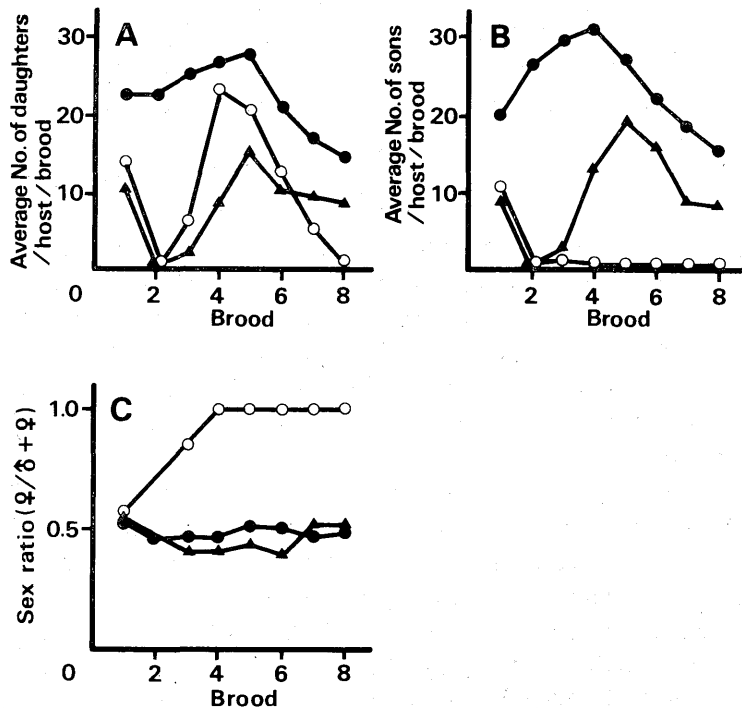 A
Average No. of daughters
/host/brood
30
20
10
0
2
4
6
8
Brood
B
Average No. of sons
/host/brood
30
20
10
2
4
6
8
Brood
C
Sex ratio (♀/♂+♀)
1.0
0.5
0
2
4
6
8
Brood